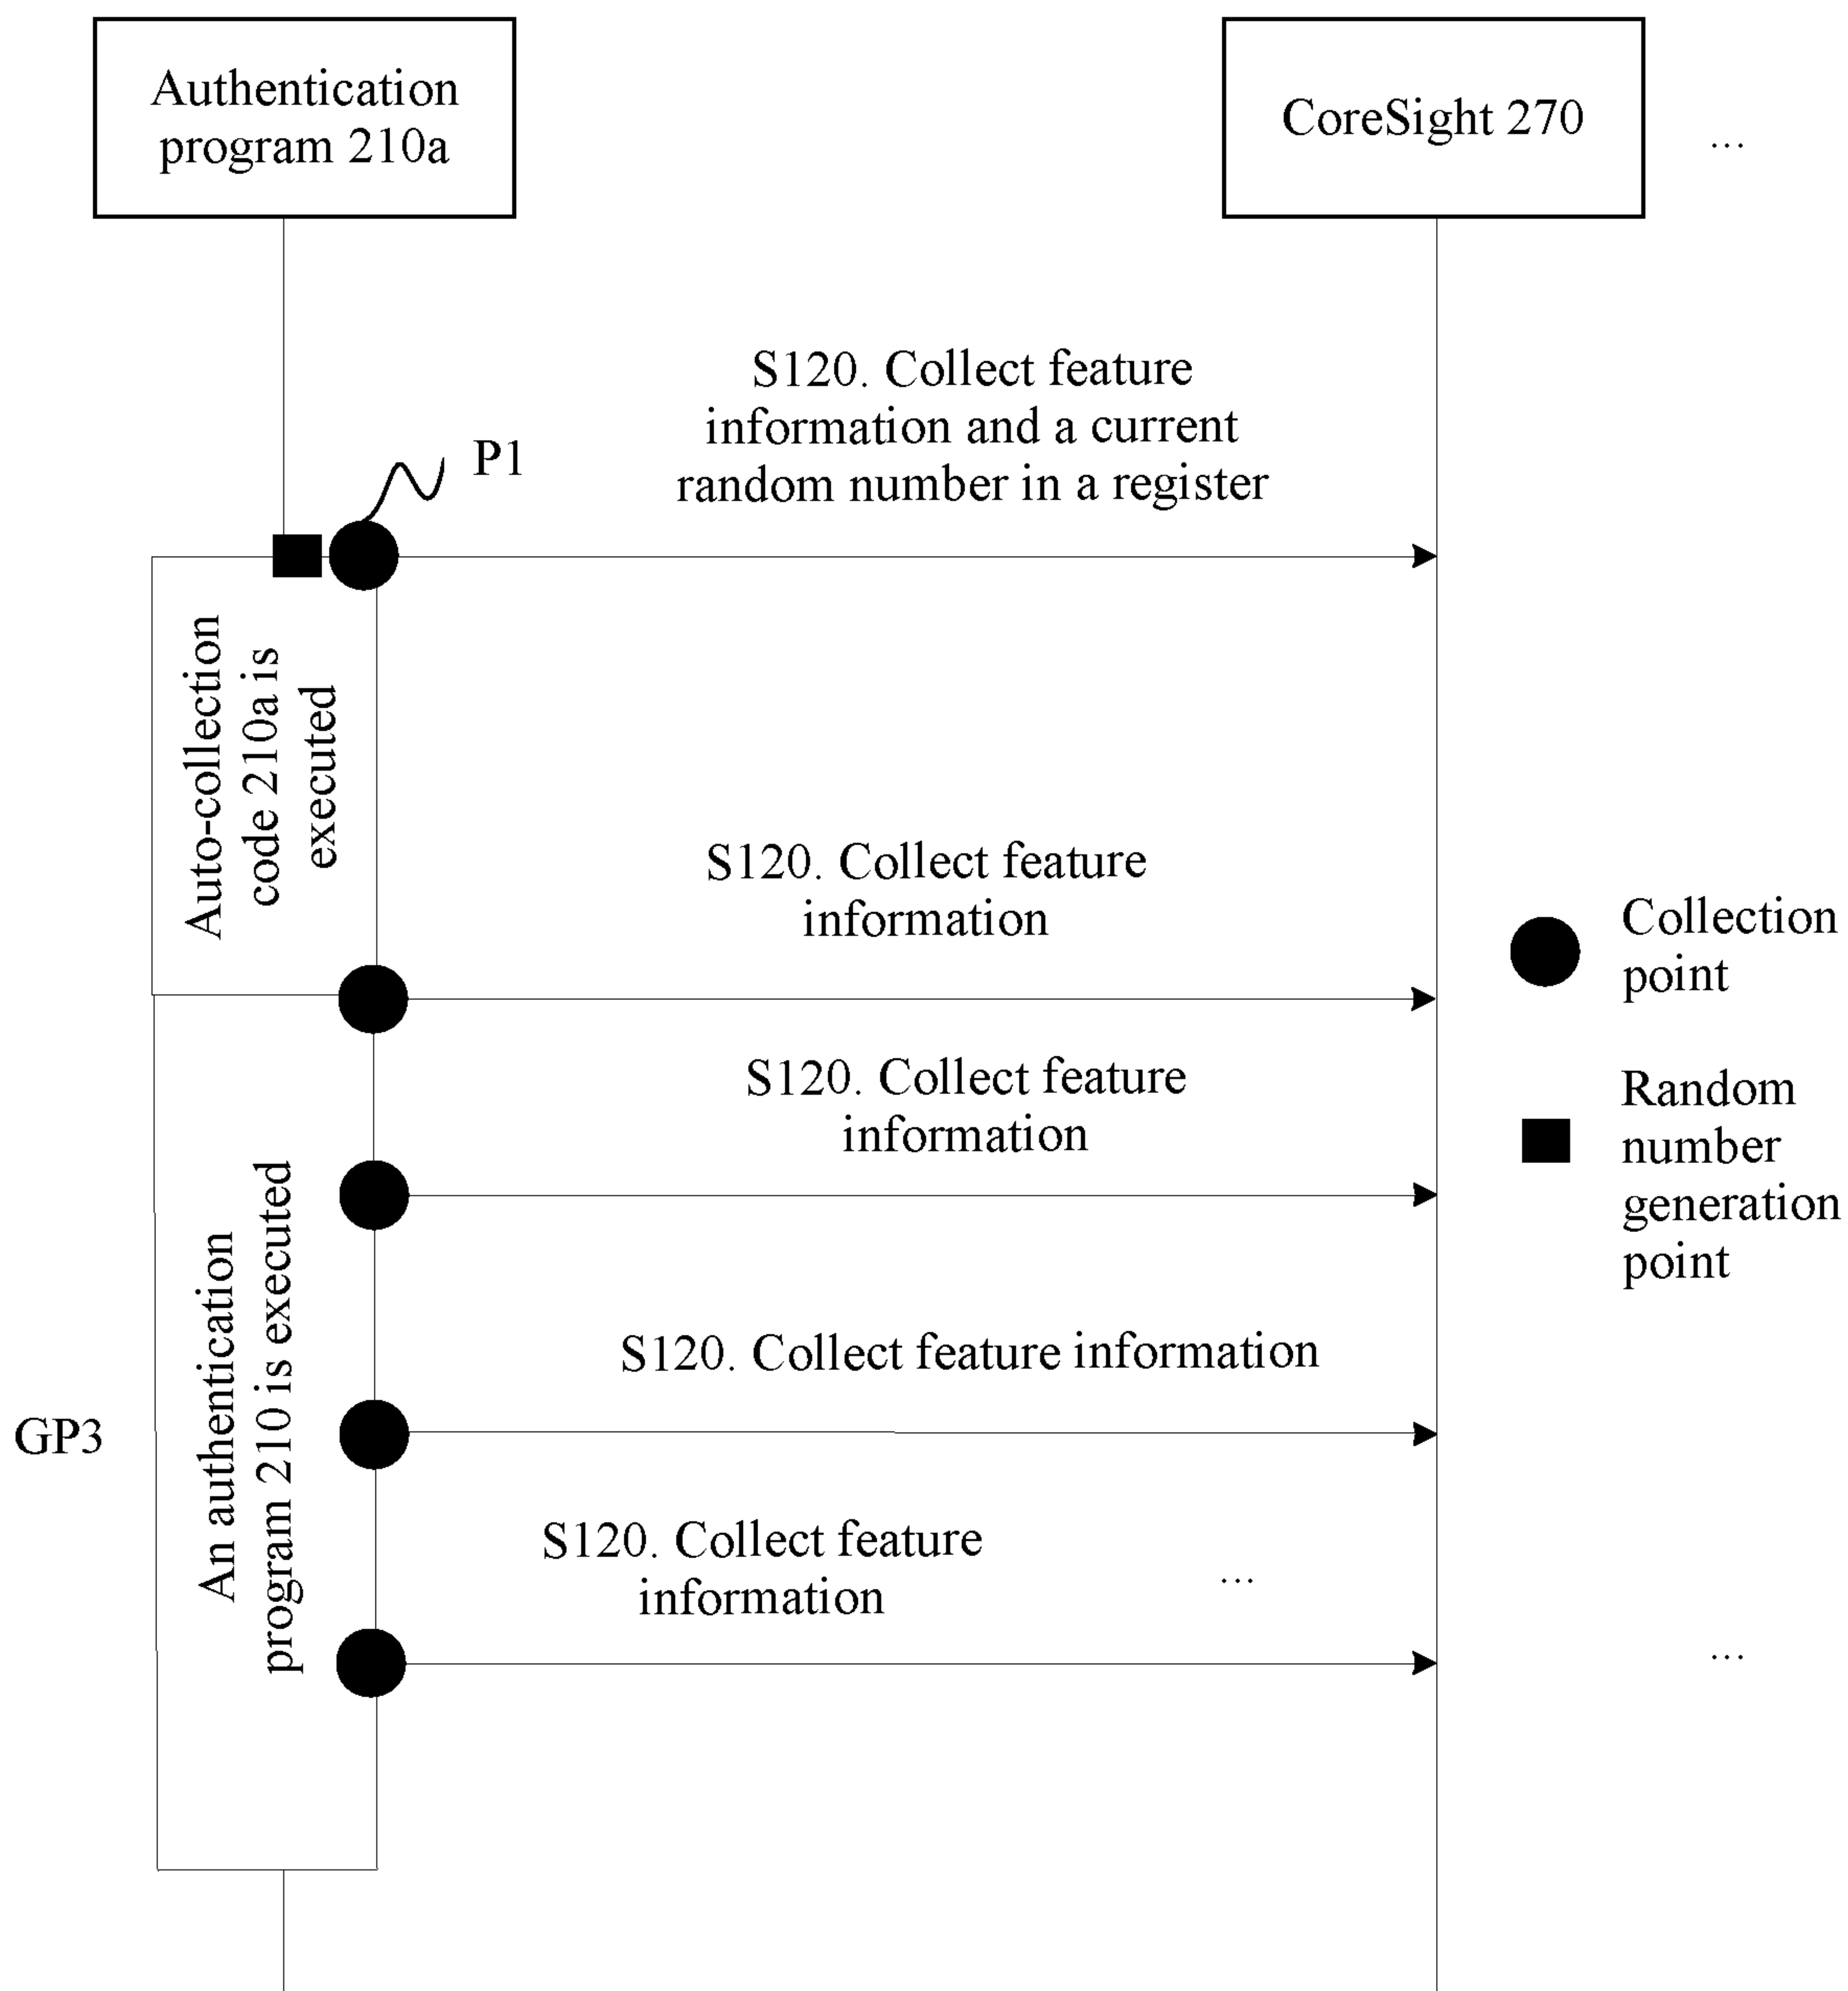 Authentication
program 210a
CoreSight 270
...
S120. Collect feature
information and a current
random number in a register
P1
Auto-collection
code 210a is
executed
S120. Collect feature
information
Collection
point
S120. Collect feature
information
Random
number
generation
point
An authentication
program 210 is executed
S120. Collect feature information
GP3
S120. Collect feature
information
...
...